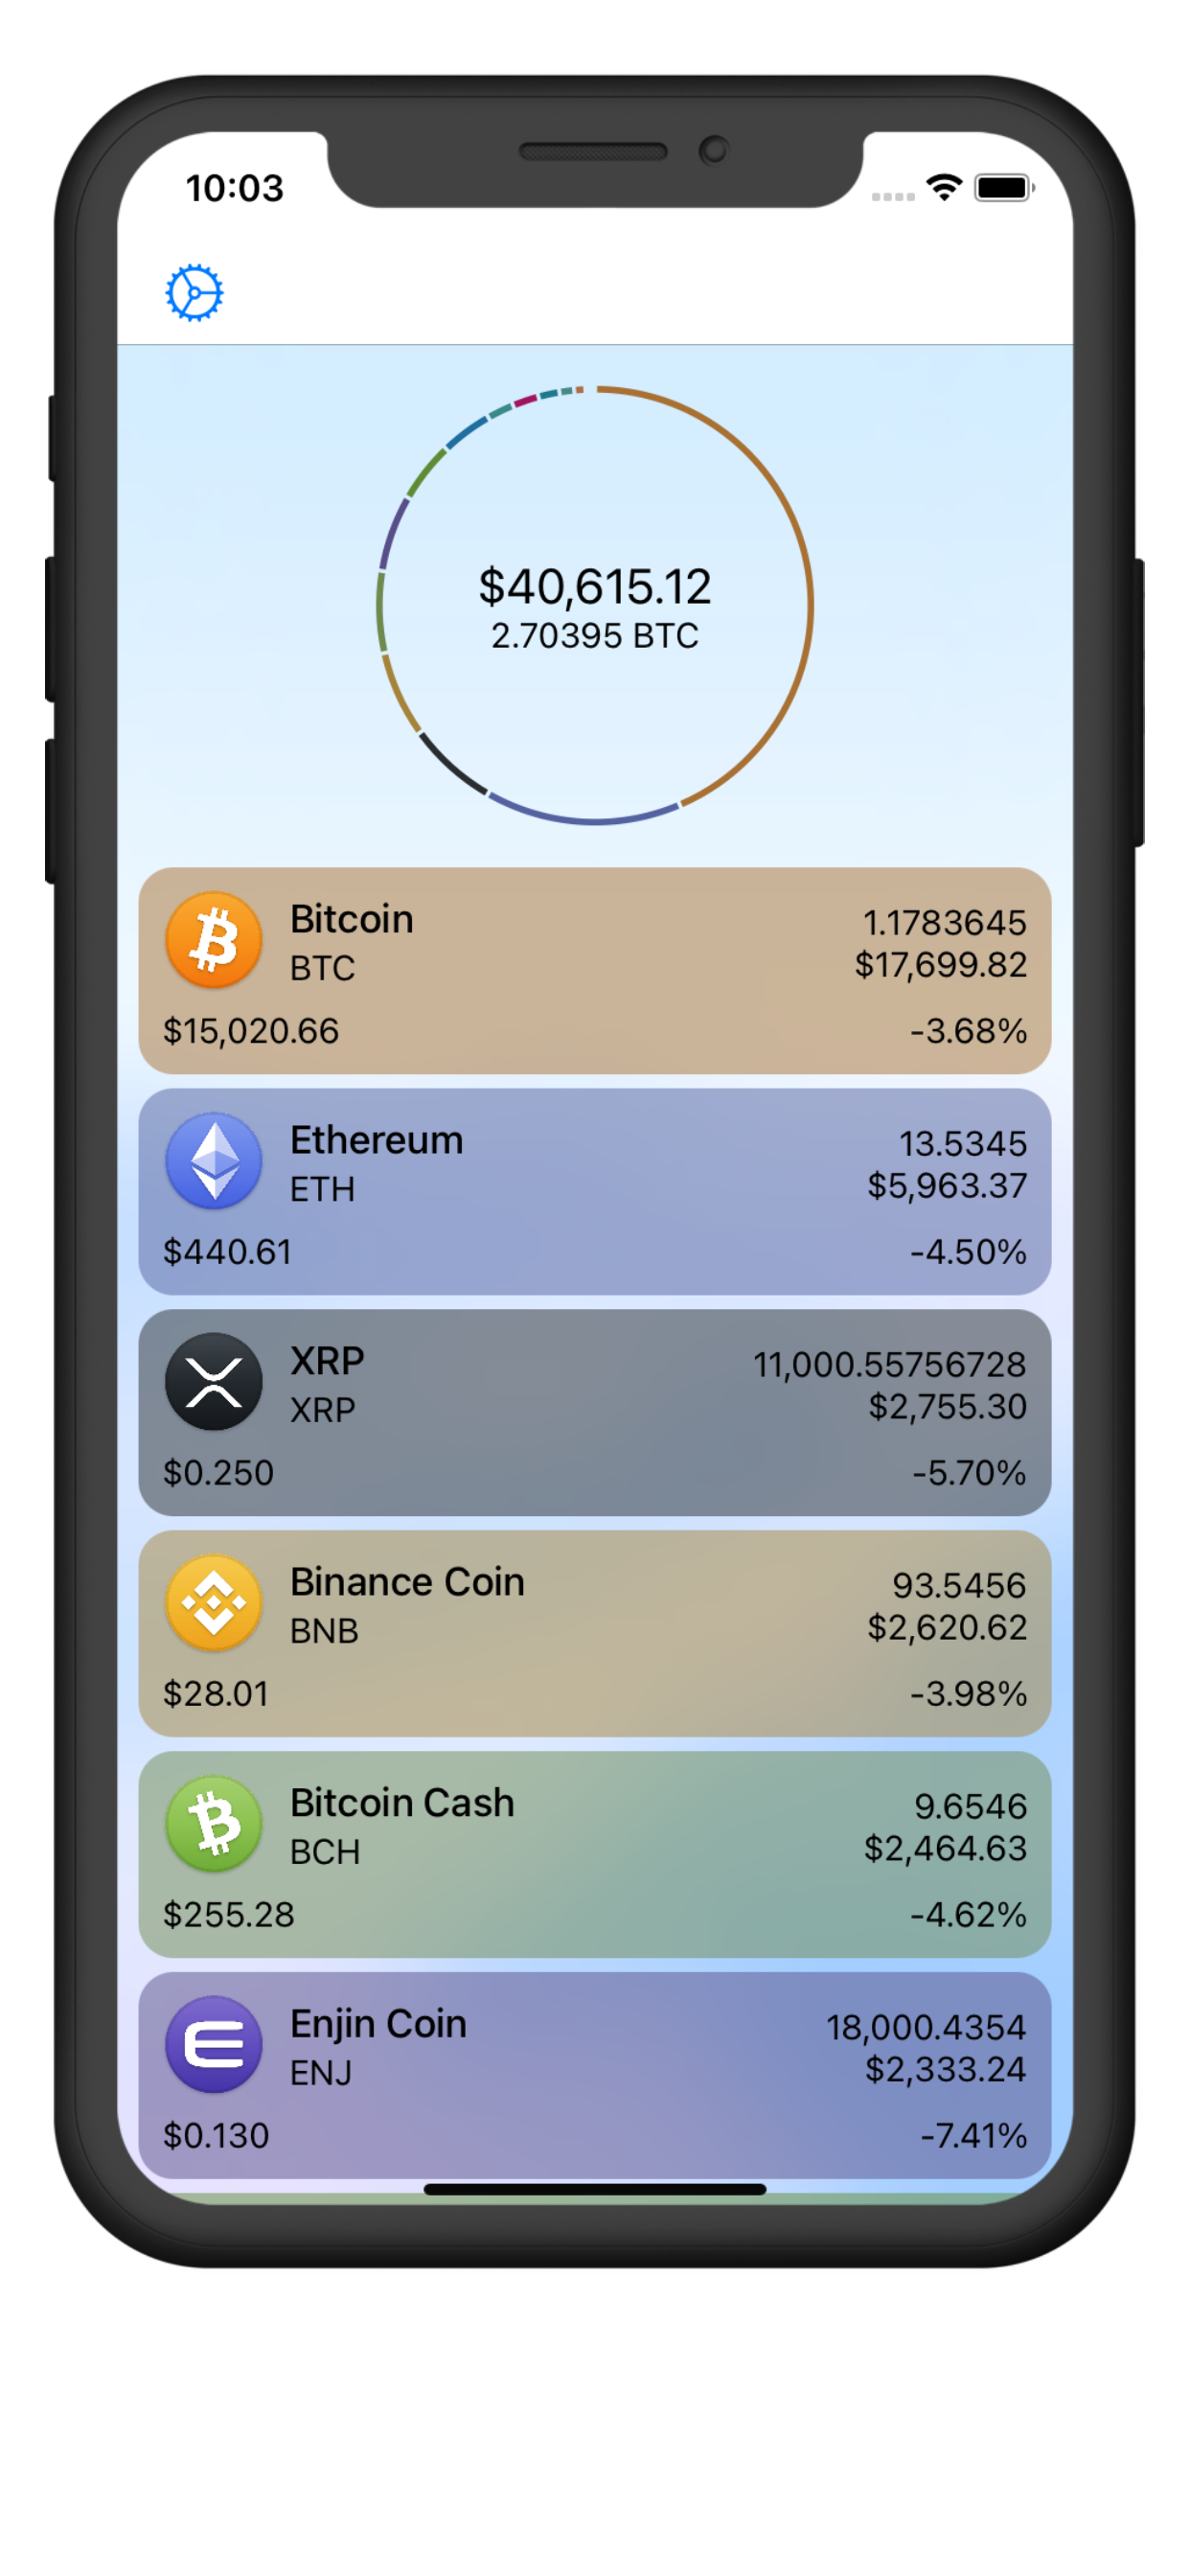 10:03
$40,615.12
2.70395 BTC
Bitcoin
1.1783645
BTC
$17,699.82
$15,020.66
-3.68%
Ethereum
13.5345
ETH
$5,963.37
$440.61
-4.50%
XRP
11,000.55756728
XRP
$2,755.30
$0.250
-5.70%
Binance Coin
93.5456
BNB
$2,620.62
$28.01
-3.98%
Bitcoin Cash
9.6546
BCH
$2,464.63
$255.28
-4.62%
Enjin Coin
18,000.4354
ENJ
$2,333.24
$0.130
-7.41%